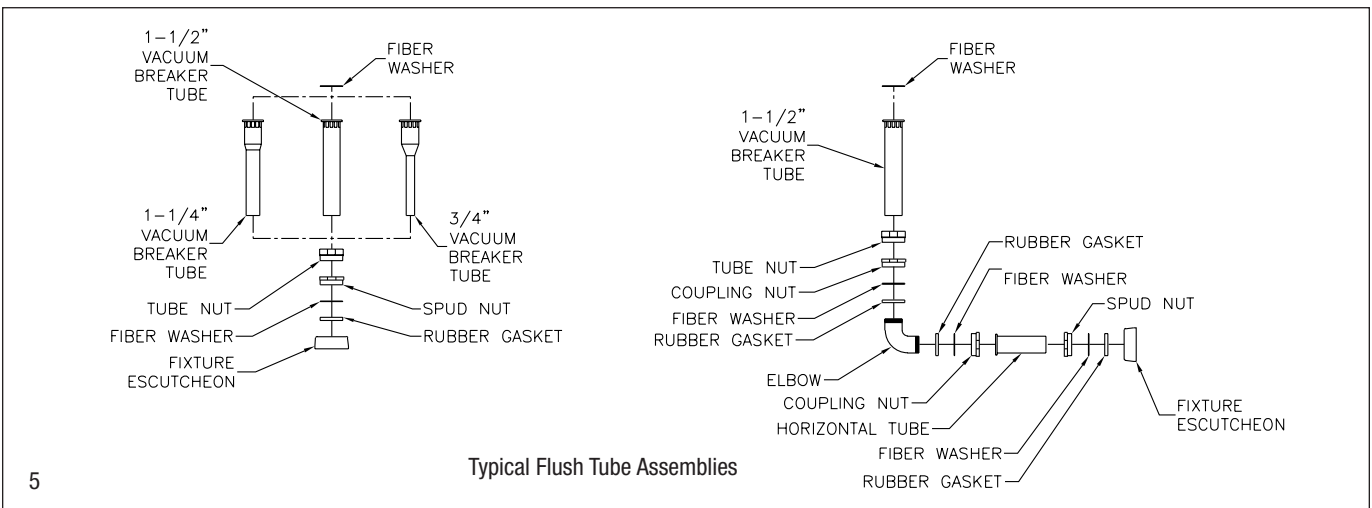 1-1/2"
VACUUM
BREAKER
TUBE
FIBER
WASHER
1-1/4"
VACUUM
BREAKER
TUBE
3/4"
VACUUM
BREAKER
TUBE
TUBE NUT
SPUD NUT
FIBER WASHER
RUBBER GASKET
FIXTURE
ESCUTCHEON
FIBER
WASHER
1-1/2"
VACUUM
BREAKER
TUBE
TUBE NUT
COUPLING NUT
FIBER WASHER
RUBBER GASKET
RUBBER GASKET
FIBER WASHER
SPUD NUT
ELBOW
COUPLING NUT
HORIZONTAL TUBE
FIBER WASHER
RUBBER GASKET
FIXTURE
ESCUTCHEON
Typical Flush Tube Assemblies
5